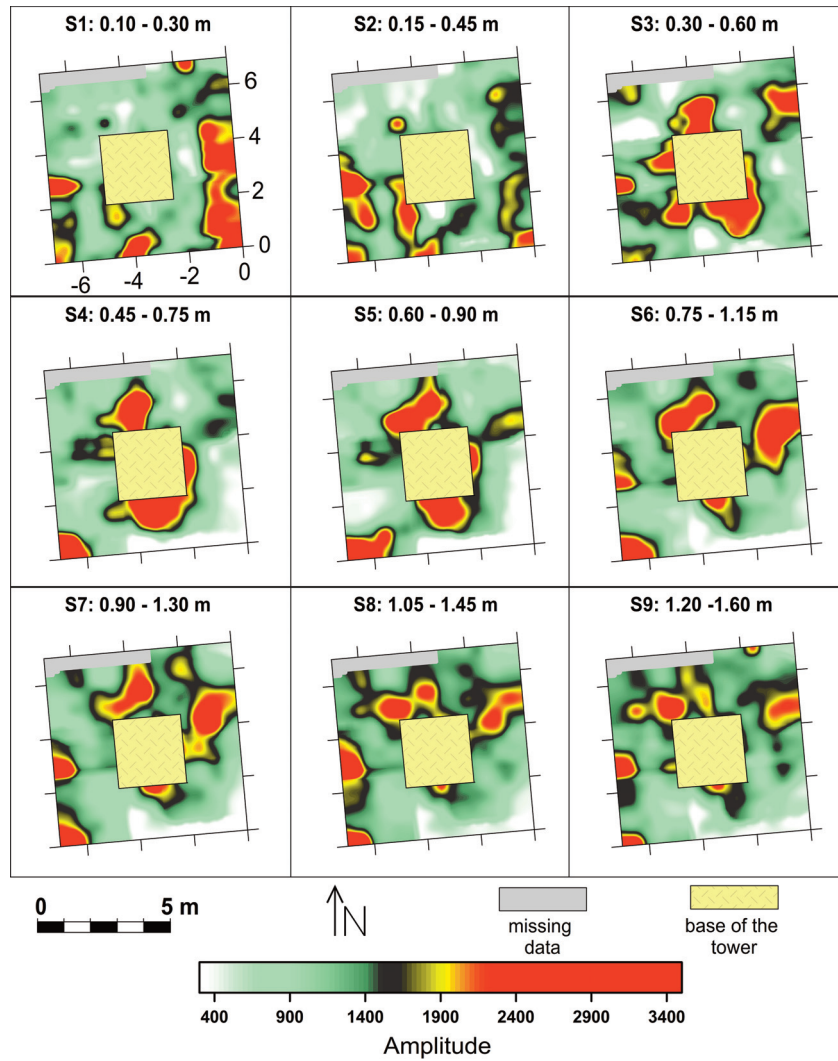 S1: 0.10 - 0.30 m
S2: 0.15 - 0.45 m
S3: 0.30 - 0.60 m
6
4
2
0
-6 -4 -2 0
S4: 0.45 - 0.75 m
S5: 0.60 - 0.90 m
S6: 0.75 - 1.15 m
S7: 0.90 - 1.30 m
S8: 1.05 - 1.45 m
S9: 1.20 -1.60 m
0 5 m
N
missing
data
base of the
tower
400 900 1400 1900 2400 2900 3400
Amplitude